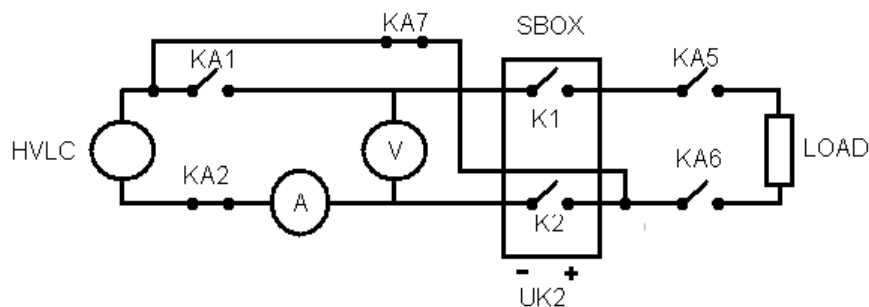 KA7
SBOX
KA1
KA5
K1
HVLC
V
LOAD
KA2
KA6
A
K2
- +
UK2